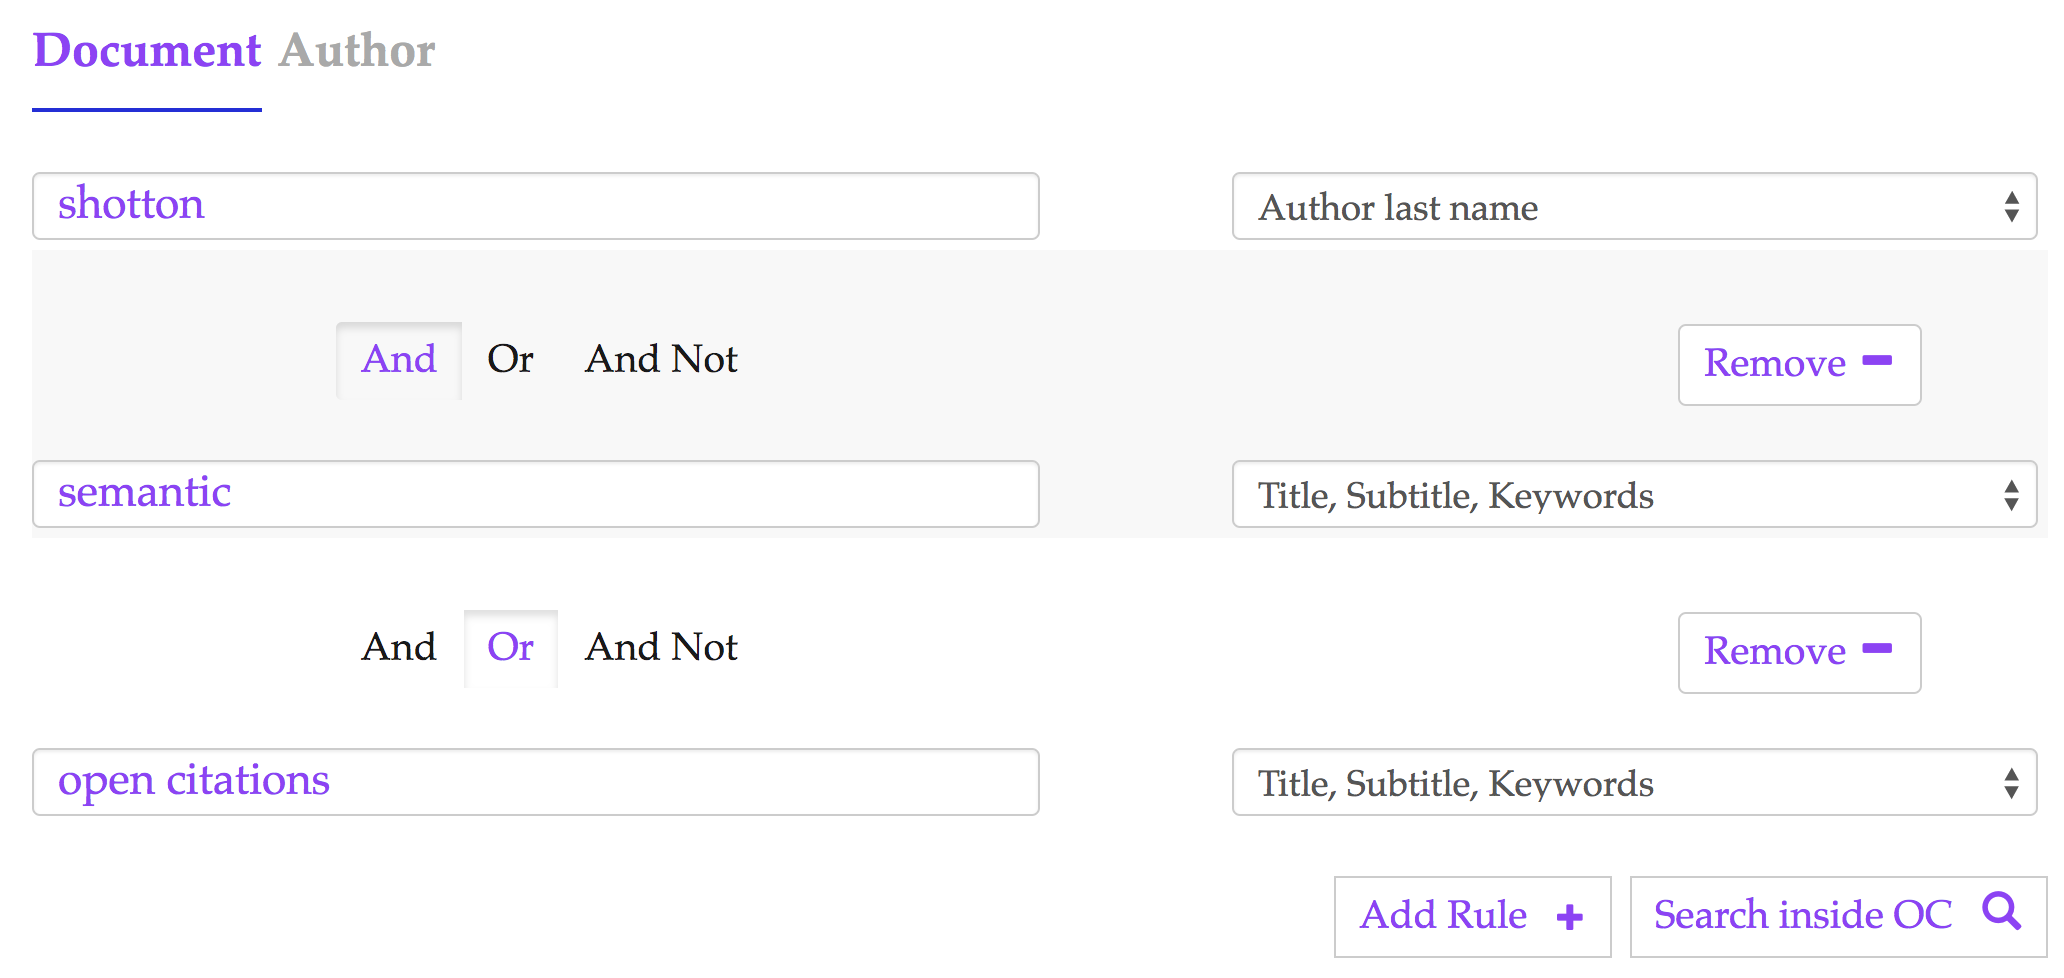 Document Author
shotton
Author last name
And Or And Not
Remove
semantic
Title, Subtitle, Keywords
And Or And Not
Remove
open citations
Title, Subtitle, Keywords
Add Rule
Search inside OC